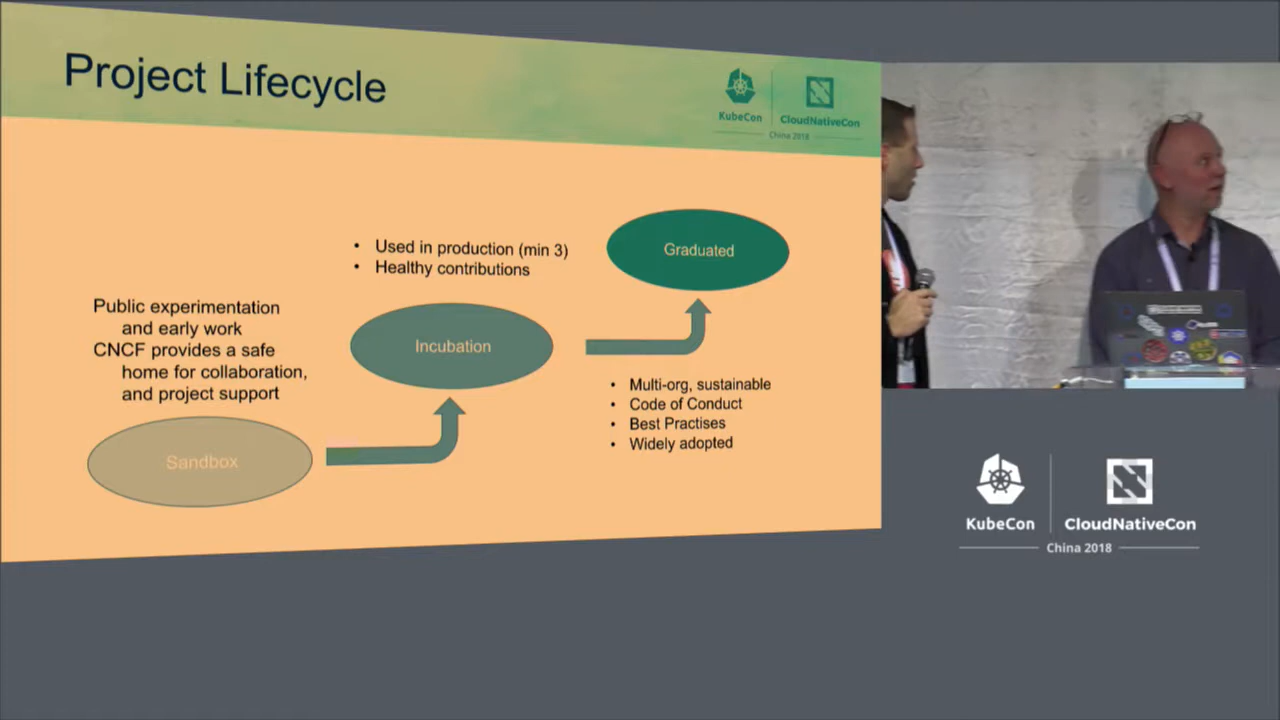 Project Lifecycle
KubeCon
CloudNativeCon
China 2018
• Used in production (min 3)
• Healthy contributions
Graduated
Public experimentation
and early work
CNCF provides a safe
home for collaboration,
and project support
Incubation
• Multi-org, sustainable
• Code of Conduct
• Best Practises
• Widely adopted
Sandbox
KubeCon
CloudNativeCon
China 2018